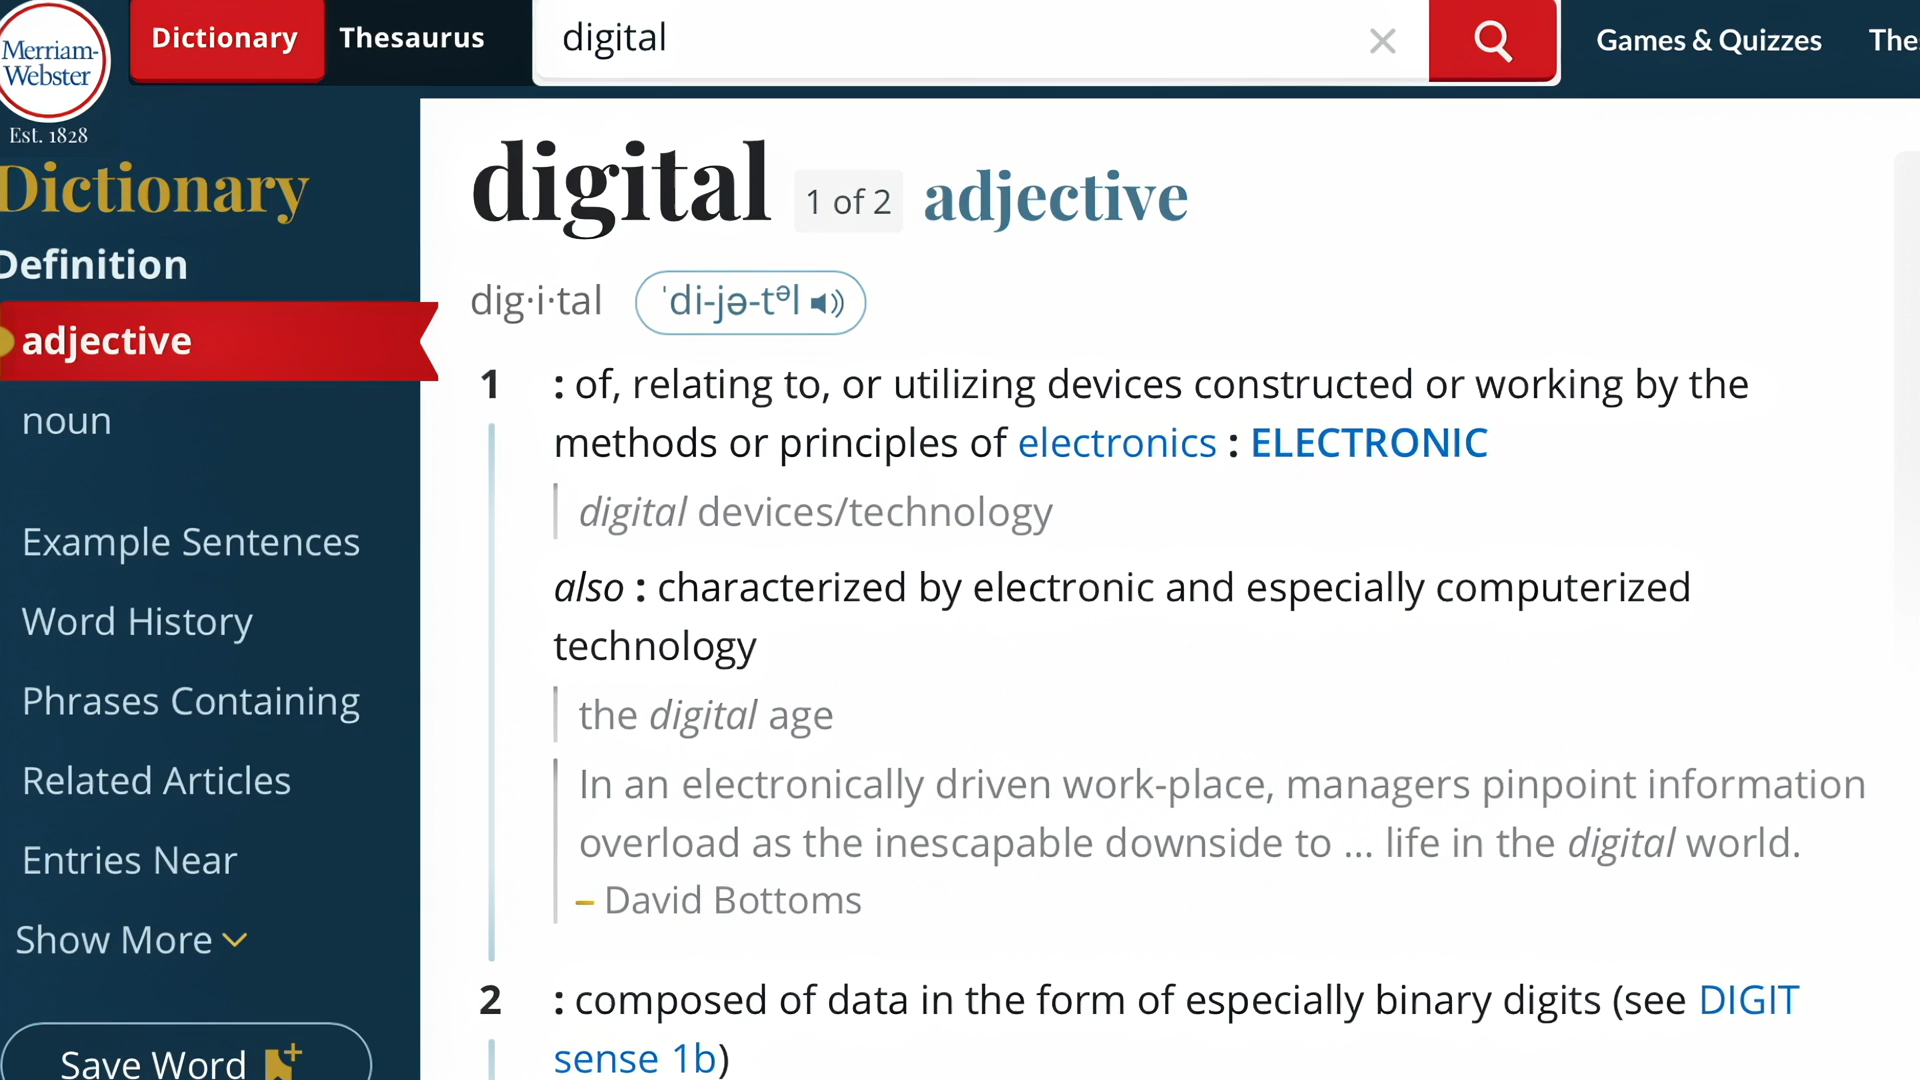 Merriam-
Webster
Est. 1828
Dictionary
Thesaurus
digital
Games & Quizzes
Dictionary
Definition
adjective
noun
Example Sentences
Word History
Phrases Containing
Related Articles
Entries Near
Show More
Save Word
digital 1 of 2 adjective
dig·i·tal ˈdi-jə-tᵊl
1 : of, relating to, or utilizing devices constructed or working by the
methods or principles of electronics : ELECTRONIC
digital devices/technology
also : characterized by electronic and especially computerized
technology
the digital age
In an electronically driven work-place, managers pinpoint information
overload as the inescapable downside to ... life in the digital world.
– David Bottoms
2 : composed of data in the form of especially binary digits (see DIGIT
sense 1b)